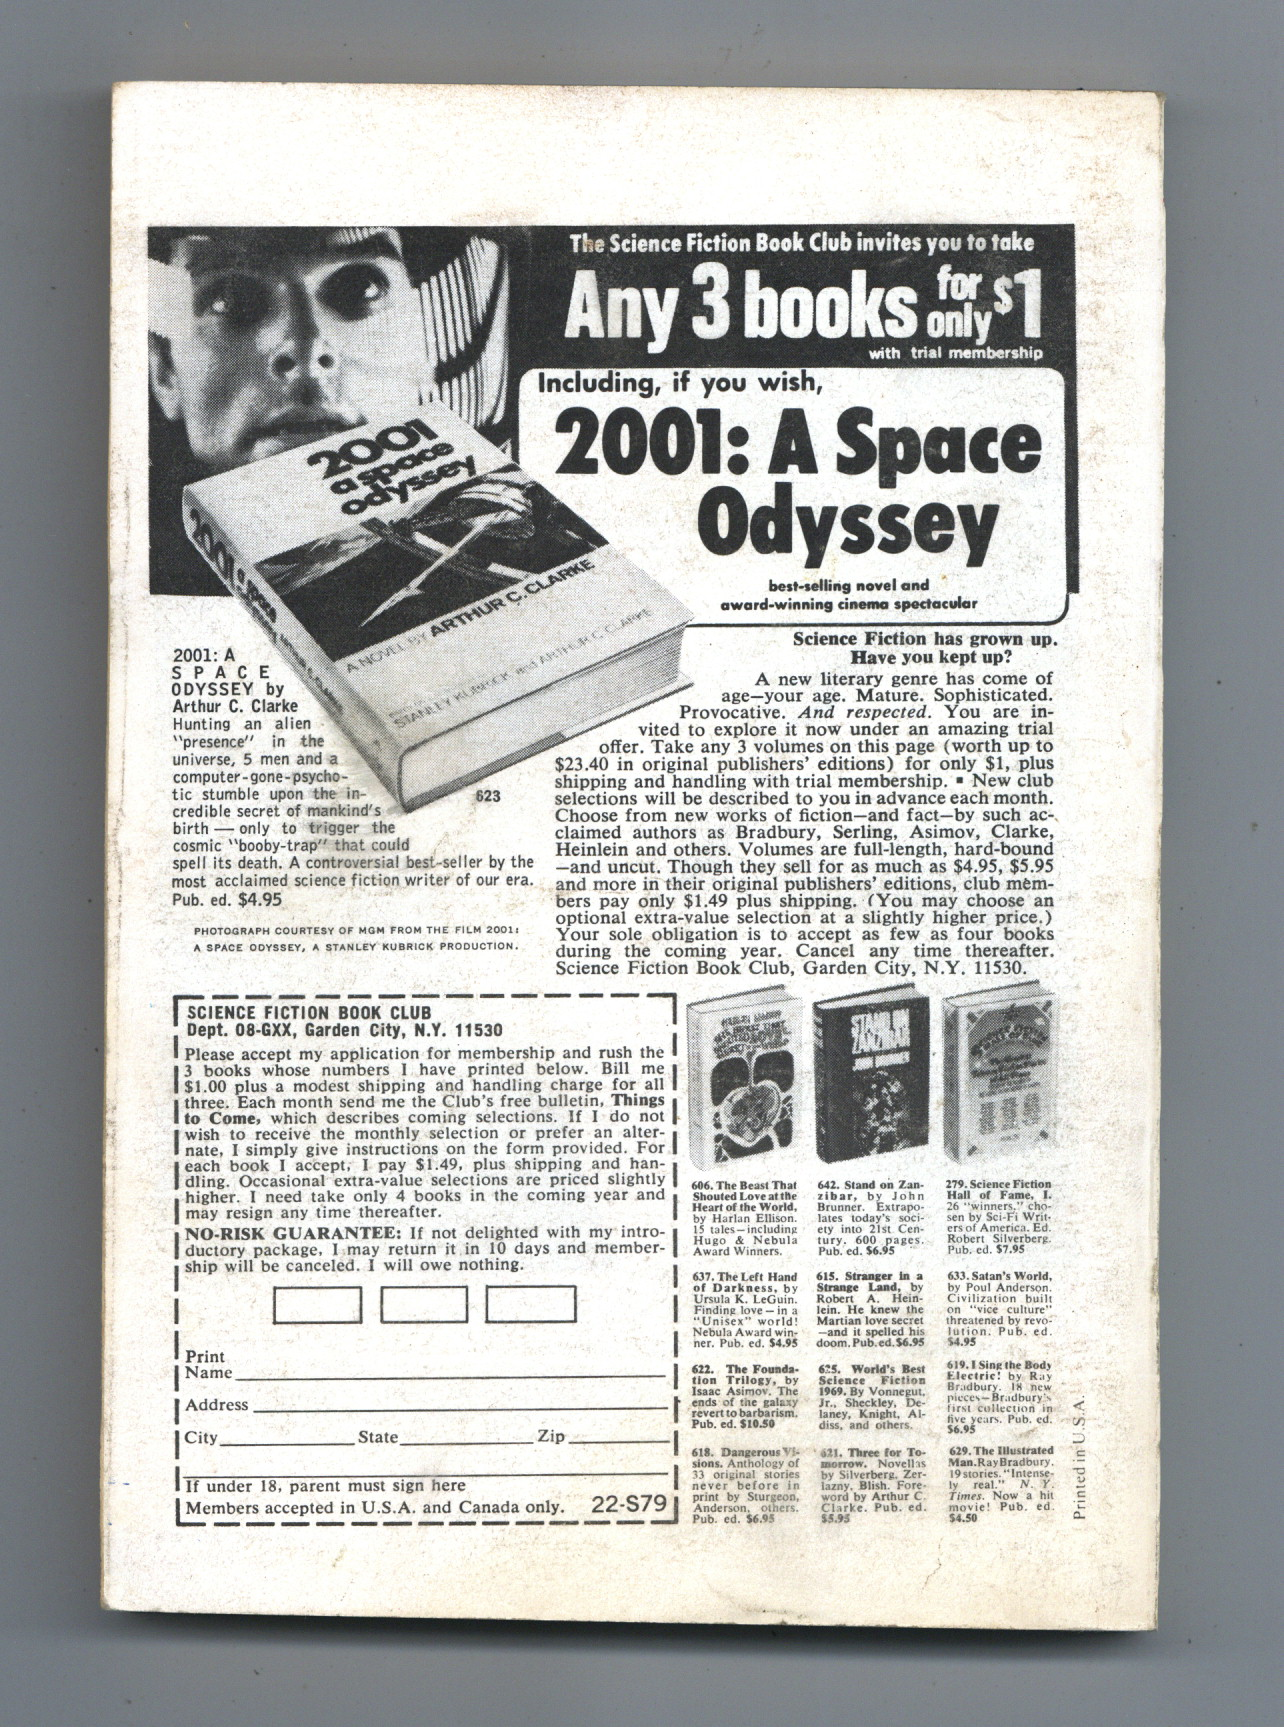 The Science Fiction Book Club invites you to take
Any 3 books for only $1
with trial membership
Including, if you wish,
2001: A Space
Odyssey
best-selling novel and
award-winning cinema spectacular
2001
a space
odyssey
A NOVEL BY ARTHUR C. CLARKE
STANLEY KUBRICK and ARTHUR C. CLARKE
2001: a space odyssey ARTHUR C. CLARKE
623
2001: A
SPACE
ODYSSEY by
Arthur C. Clarke
Hunting an alien
"presence" in the
universe, 5 men and a
computer-gone-psycho-
tic stumble upon the in-
credible secret of mankind's
birth — only to trigger the
cosmic "booby-trap" that could
spell its death. A controversial best-seller by the
most acclaimed science fiction writer of our era.
Pub. ed. $4.95
PHOTOGRAPH COURTESY OF MGM FROM THE FILM 2001:
A SPACE ODYSSEY, A STANLEY KUBRICK PRODUCTION.
Science Fiction has grown up.
Have you kept up?
A new literary genre has come of
age—your age. Mature. Sophisticated.
Provocative. And respected. You are in-
vited to explore it now under an amazing trial
offer. Take any 3 volumes on this page (worth up to
$23.40 in original publishers' editions) for only $1, plus
shipping and handling with trial membership. ▪ New club
selections will be described to you in advance each month.
Choose from new works of fiction—and fact—by such ac-
claimed authors as Bradbury, Serling, Asimov, Clarke,
Heinlein and others. Volumes are full-length, hard-bound
—and uncut. Though they sell for as much as $4.95, $5.95
and more in their original publishers' editions, club mem-
bers pay only $1.49 plus shipping. (You may choose an
optional extra-value selection at a slightly higher price.)
Your sole obligation is to accept as few as four books
during the coming year. Cancel any time thereafter.
Science Fiction Book Club, Garden City, N.Y. 11530.
SCIENCE FICTION BOOK CLUB
Dept. 08-GXX, Garden City, N.Y. 11530
Please accept my application for membership and rush the
3 books whose numbers I have printed below. Bill me
$1.00 plus a modest shipping and handling charge for all
three. Each month send me the Club's free bulletin, Things
to Come, which describes coming selections. If I do not
wish to receive the monthly selection or prefer an alter-
nate, I simply give instructions on the form provided. For
each book I accept, I pay $1.49, plus shipping and han-
dling. Occasional extra-value selections are priced slightly
higher. I need take only 4 books in the coming year and
may resign any time thereafter.
NO-RISK GUARANTEE: If not delighted with my intro-
ductory package, I may return it in 10 days and member-
ship will be canceled. I will owe nothing.
Print
Name
Address
City State Zip
If under 18, parent must sign here
Members accepted in U.S.A. and Canada only. 22-S79
STAND ON
ZANZIBAR
JOHN BRUNNER
606. The Beast That
Shouted Love at the
Heart of the World,
by Harlan Ellison.
15 tales—including
Hugo & Nebula
Award Winners.
642. Stand on Zan-
zibar, by John
Brunner. Extrapo-
lates today's soci-
ety into 21st Cen-
tury. 600 pages.
Pub. ed. $6.95
279. Science Fiction
Hall of Fame, I.
26 "winners," cho-
sen by Sci-Fi Writ-
ers of America. Ed.
Robert Silverberg.
Pub. ed. $7.95
637. The Left Hand
of Darkness, by
Ursula K. LeGuin.
Finding love—in a
"Unisex" world!
Nebula Award win-
ner. Pub. ed. $4.95
615. Stranger in a
Strange Land, by
Robert A. Hein-
lein. He knew the
Martian love secret
—and it spelled his
doom. Pub. ed. $6.95
633. Satan's World,
by Poul Anderson.
Civilization built
on "vice culture"
threatened by revo-
lution. Pub. ed.
$4.95
622. The Founda-
tion Trilogy, by
Isaac Asimov. The
ends of the galaxy
revert to barbarism.
Pub. ed. $10.50
625. World's Best
Science Fiction
1969. By Vonnegut,
Jr., Sheckley, De-
laney, Knight, Al-
diss, and others.
619. I Sing the Body
Electric! by Ray
Bradbury. 18 new
pieces—Bradbury's
first collection in
five years. Pub. ed.
$6.95
618. Dangerous Vi-
sions. Anthology of
33 original stories
never before in
print by Sturgeon,
Anderson, others.
Pub. ed. $6.95
621. Three for To-
morrow. Novellas
by Silverberg, Zer-
lazny, Blish. Fore-
word by Arthur C.
Clarke. Pub. ed.
$5.95
629. The Illustrated
Man. Ray Bradbury.
19 stories. "Intense-
ly real." N. Y.
Times. Now a hit
movie! Pub. ed.
$4.50
Printed in U.S.A.